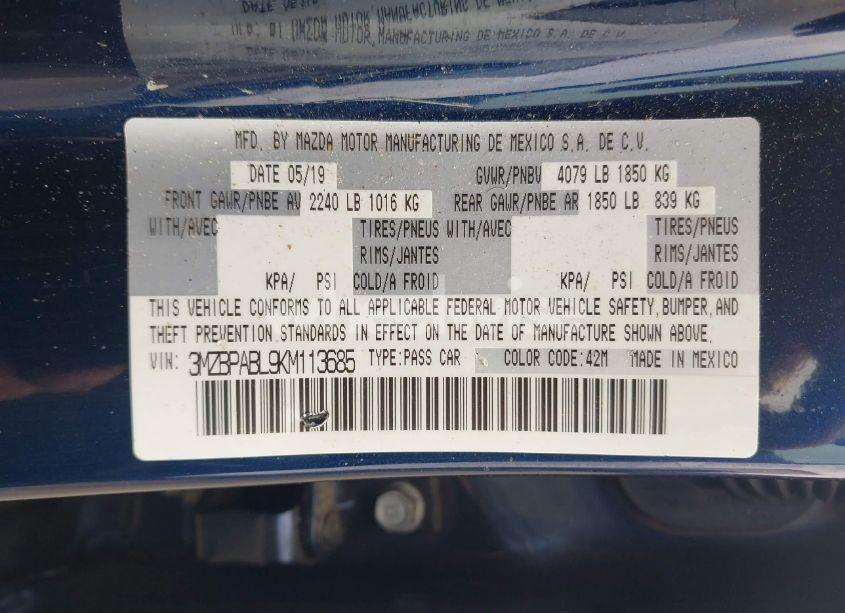 MFD. BY MAZDA MOTOR MANUFACTURING DE MEXICO S.A. DE C.V.
DATE 05/19 GVWR/PNBV 4079 LB 1850 KG
FRONT GAWR/PNBE AV 2240 LB 1016 KG REAR GAWR/PNBE AR 1850 LB 839 KG
WITH/AVEC TIRES/PNEUS WITH/AVEC TIRES/PNEUS
RIMS/JANTES RIMS/JANTES
KPA/ PSI COLD/A FROID KPA/ PSI COLD/A FROID
THIS VEHICLE CONFORMS TO ALL APPLICABLE FEDERAL MOTOR VEHICLE SAFETY,BUMPER,AND
THEFT PREVENTION STANDARDS IN EFFECT ON THE DATE OF MANUFACTURE SHOWN ABOVE.
VIN: 3MZBPABL9KM113685 TYPE:PASS CAR COLOR CODE:42M MADE IN MEXICO